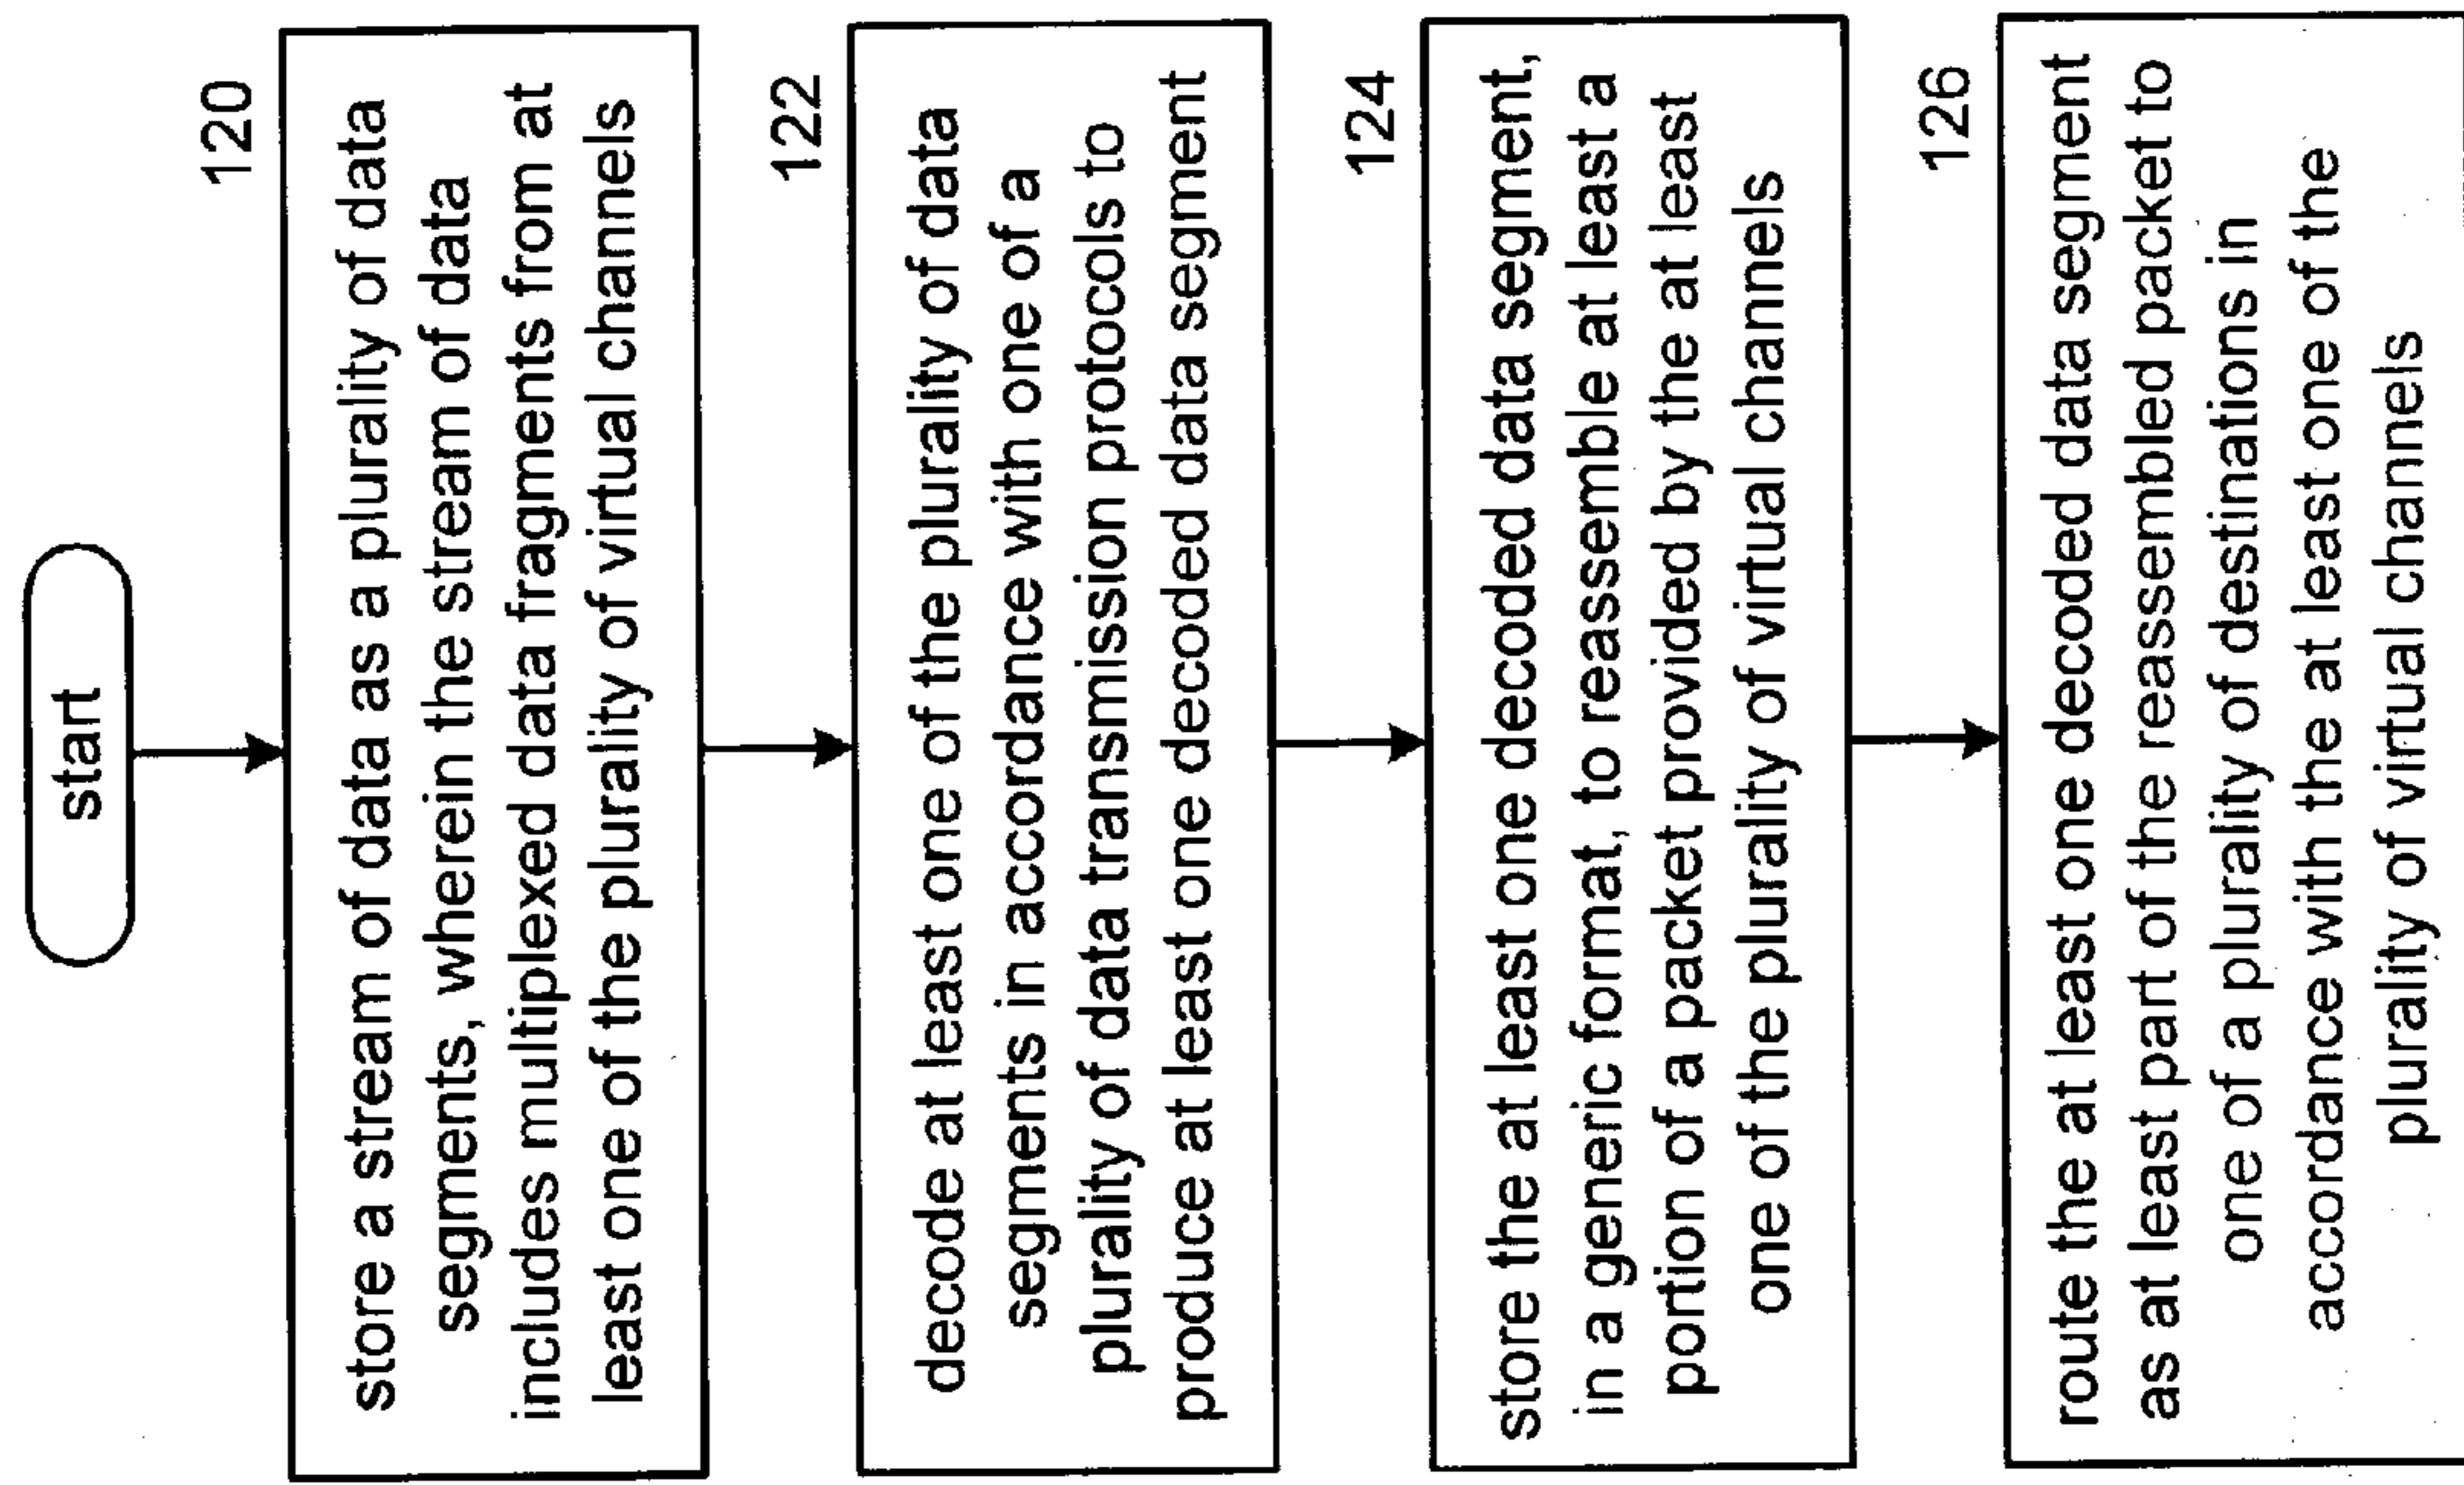 start
120
store a stream of data as a plurality of data
segments, wherein the stream of data
includes multiplexed data fragments from at
least one of the plurality of virtual channels
122
decode at least one of the plurality of data
segments in accordance with one of a
plurality of data transmission protocols to
produce at least one decoded data segment
124
store the at least one decoded data segment,
in a generic format, to reassemble at least a
portion of a packet provided by the at least
one of the plurality of virtual channels
126
route the at least one decoded data segment
as at least part of the reassembled packet to
one of a plurality of destinations in
accordance with the at least one of the
plurality of virtual channels